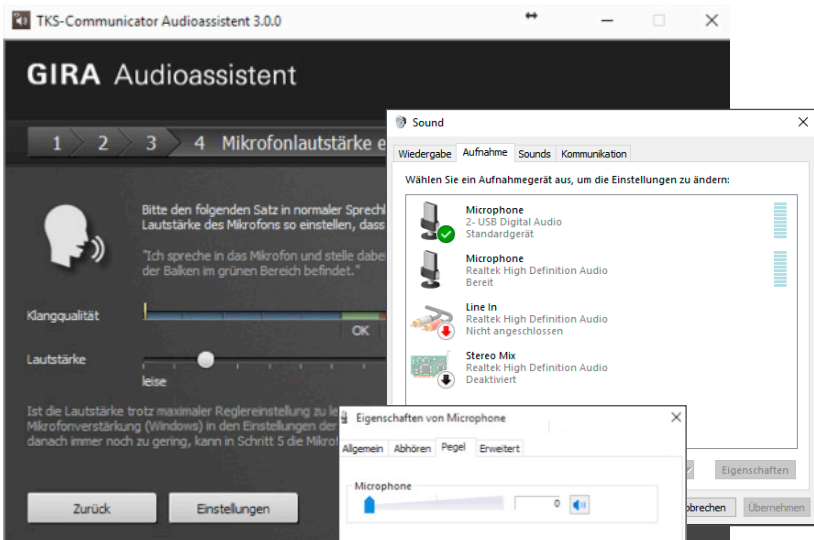 TKS-Communicator Audioassistent 3.0.0
GIRA Audioassistent
1 2 3 4 Mikrofonlautstärke e
Bitte den folgenden Satz in normaler Sprechl
Lautstärke des Mikrofons so einstellen, dass
"Ich spreche in das Mikrofon und stelle dabe
der Balken im grünen Bereich befindet."
Klangqualität
OK
Lautstärke
leise
Ist die Lautstärke trotz maximaler Reglereinstellung zu le
Mikrofonverstärkung (Windows) in den Einstellungen der
danach immer noch zu gering, kann in Schritt 5 die Mikro
Zurück
Einstellungen
Sound
Wiedergabe Aufnahme Sounds Kommunikation
Wählen Sie ein Aufnahmegerät aus, um die Einstellungen zu ändern:
Microphone
2- USB Digital Audio
Standardgerät
Microphone
Realtek High Definition Audio
Bereit
Line In
Realtek High Definition Audio
Nicht angeschlossen
Stereo Mix
Realtek High Definition Audio
Deaktiviert
Eigenschaften
bbrechen
Übernehmen
Eigenschaften von Microphone
Allgemein Abhören Pegel Erweitert
Microphone
0